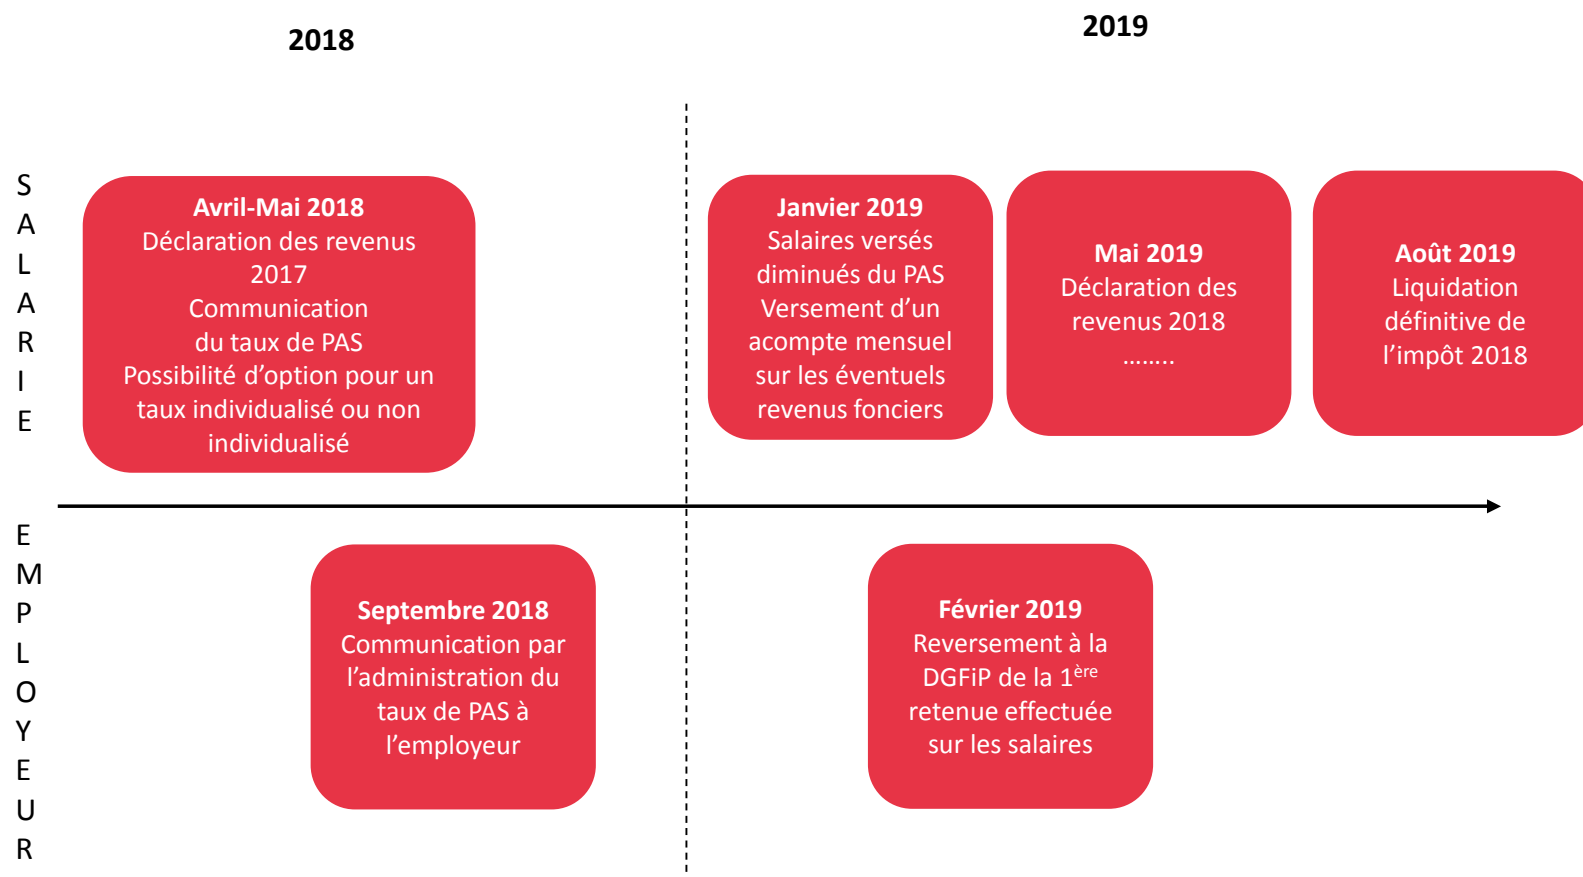 2018
2019
SALARIE
Avril-Mai 2018
Déclaration des revenus
2017
Communication
du taux de PAS
Possibilité d’option pour un
taux individualisé ou non
individualisé
Janvier 2019
Salaires versés
diminués du PAS
Versement d’un
acompte mensuel
sur les éventuels
revenus fonciers
Mai 2019
Déclaration des
revenus 2018
……..
Août 2019
Liquidation
définitive de
l’impôt 2018
EMPLOYEUR
Septembre 2018
Communication par
l’administration du
taux de PAS à
l’employeur
Février 2019
Reversement à la
DGFiP de la 1ère
retenue effectuée
sur les salaires